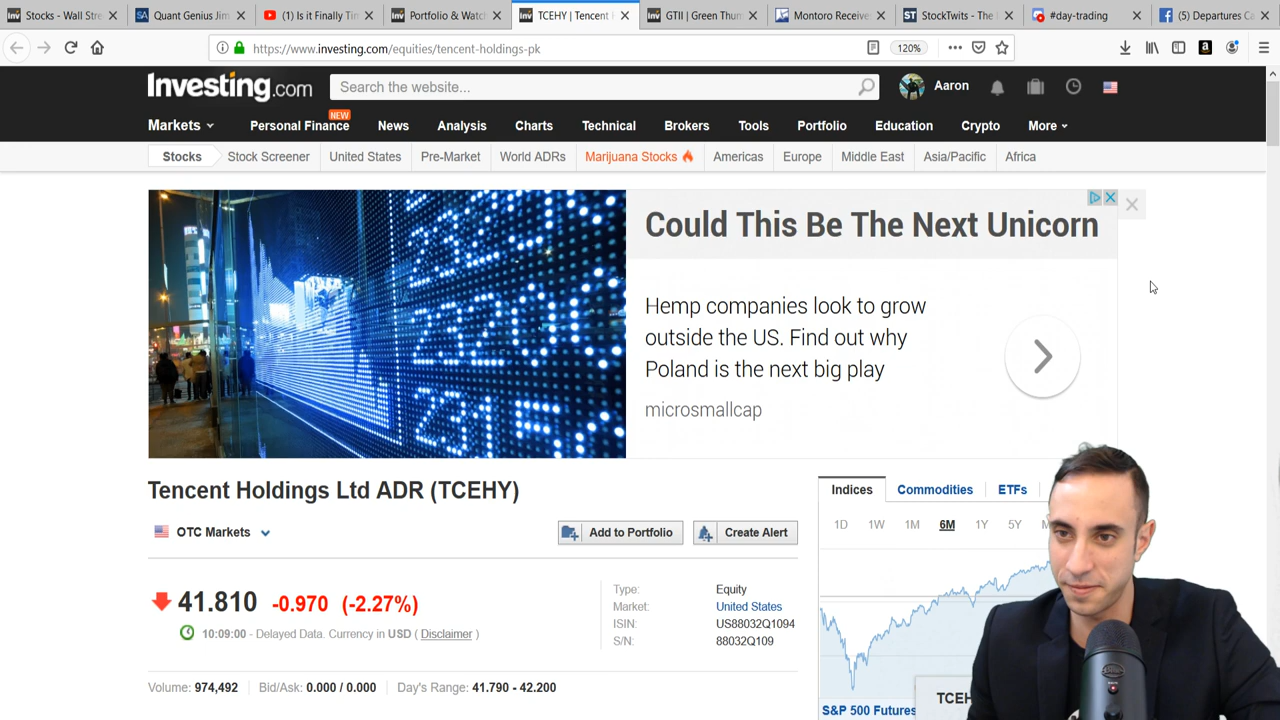 Stocks - Wall Stre
Quant Genius Jim
(1) Is it Finally Tin
Portfolio & Watch
TCEHY | Tencent H
GTII | Green Thum
Montoro Receive
StockTwits - The
#day-trading
(5) Departures Ca
https://www.investing.com/equities/tencent-holdings-pk
120%
Investing.com
Search the website...
Aaron
Markets
Personal Finance
NEW
News
Analysis
Charts
Technical
Brokers
Tools
Portfolio
Education
Crypto
More
Stocks
Stock Screener
United States
Pre-Market
World ADRs
Marijuana Stocks
Americas
Europe
Middle East
Asia/Pacific
Africa
Could This Be The Next Unicorn
Hemp companies look to grow
outside the US. Find out why
Poland is the next big play
microsmallcap
Tencent Holdings Ltd ADR (TCEHY)
OTC Markets
Add to Portfolio
Create Alert
41.810 -0.970 (-2.27%)
10:09:00 - Delayed Data. Currency in USD ( Disclaimer )
Type: Equity
Market: United States
ISIN: US88032Q1094
S/N: 88032Q109
Volume: 974,492
Bid/Ask: 0.000 / 0.000
Day's Range: 41.790 - 42.200
Indices
Commodities
ETFs
1D
1W
1M
6M
1Y
5Y
M
S&P 500 Futures
TCEH